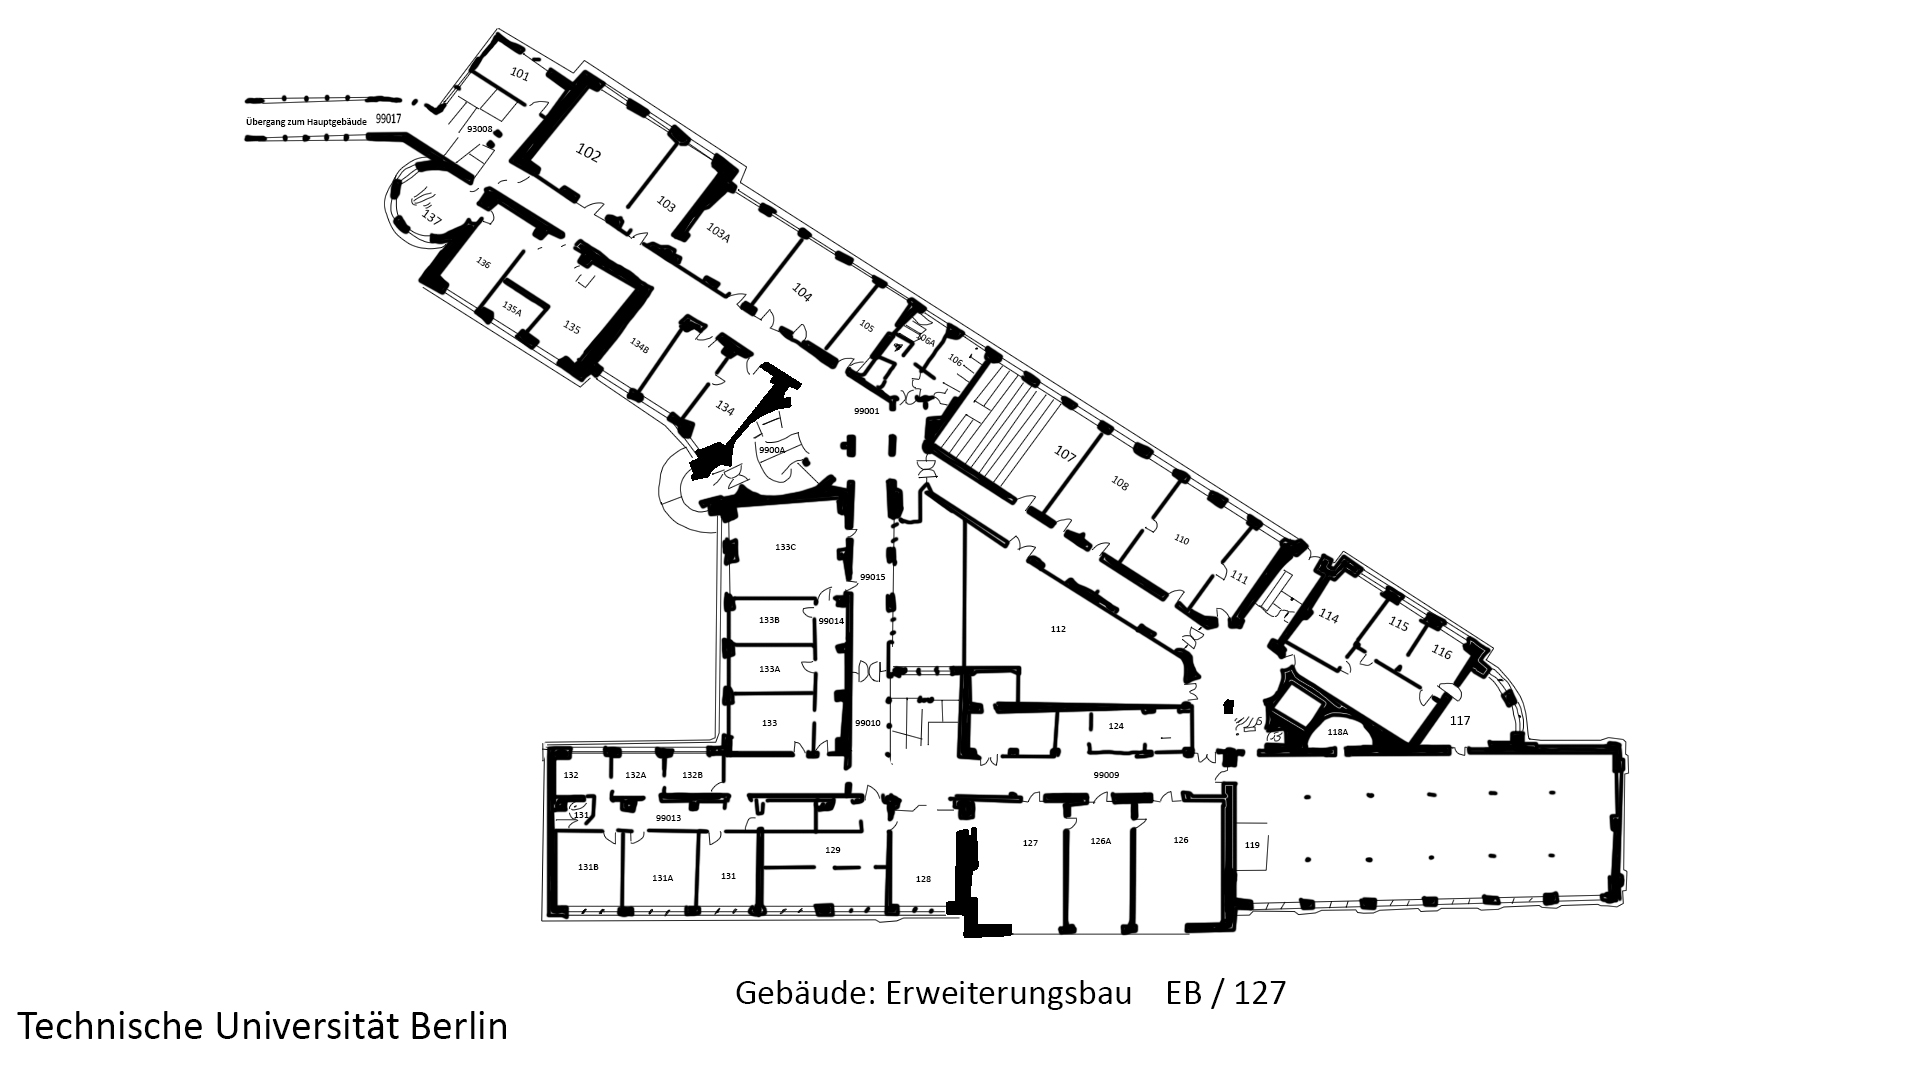 101
Übergang zum Hauptgebäude 99017
93008
102
137
103
103A
136
104
135A
135
105
134B
106A
106
134
99001
9900A
107
108
110
133C
99015
111
114
115
133B
99014
112
116
133A
133
99010
124
117
118A
132
132A
132B
99009
131
99013
129
127
126A
126
119
131B
131A
131
128
Gebäude: Erweiterungsbau EB / 127
Technische Universität Berlin